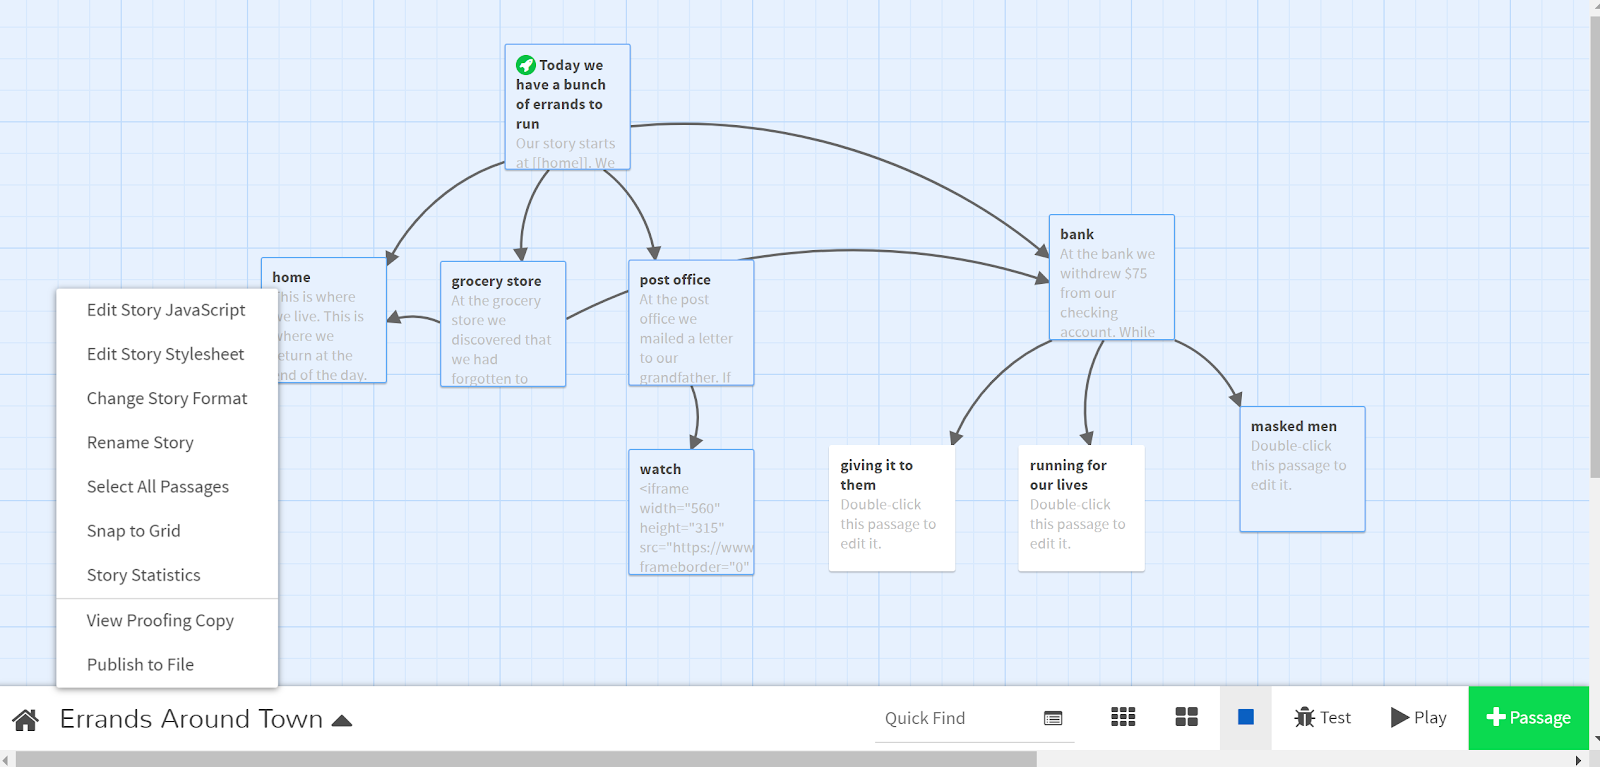 Today we
have a bunch
of errands to
run
Our story starts
at [[home]]. We
bank
At the bank we
withdrew $75
from our
checking
account. While
home
This is where
we live. This is
where we
return at the
end of the day.
grocery store
At the grocery
store we
discovered that
we had
forgotten to
post office
At the post
office we
mailed a letter
to our
grandfather. If
watch
<iframe
width="560"
height="315"
src="https://www
frameborder="0"
giving it to
them
Double-click
this passage to
edit it.
running for
our lives
Double-click
this passage to
edit it.
masked men
Double-click
this passage to
edit it.
Edit Story JavaScript
Edit Story Stylesheet
Change Story Format
Rename Story
Select All Passages
Snap to Grid
Story Statistics
View Proofing Copy
Publish to File
Errands Around Town
Quick Find
Test
Play
Passage